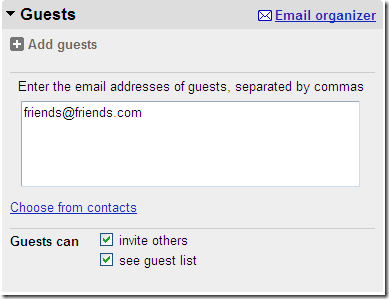 Guests Email organizer
Add guests
Enter the email addresses of guests, separated by commas
friends@friends.com
Choose from contacts
Guests can invite others
see guest list